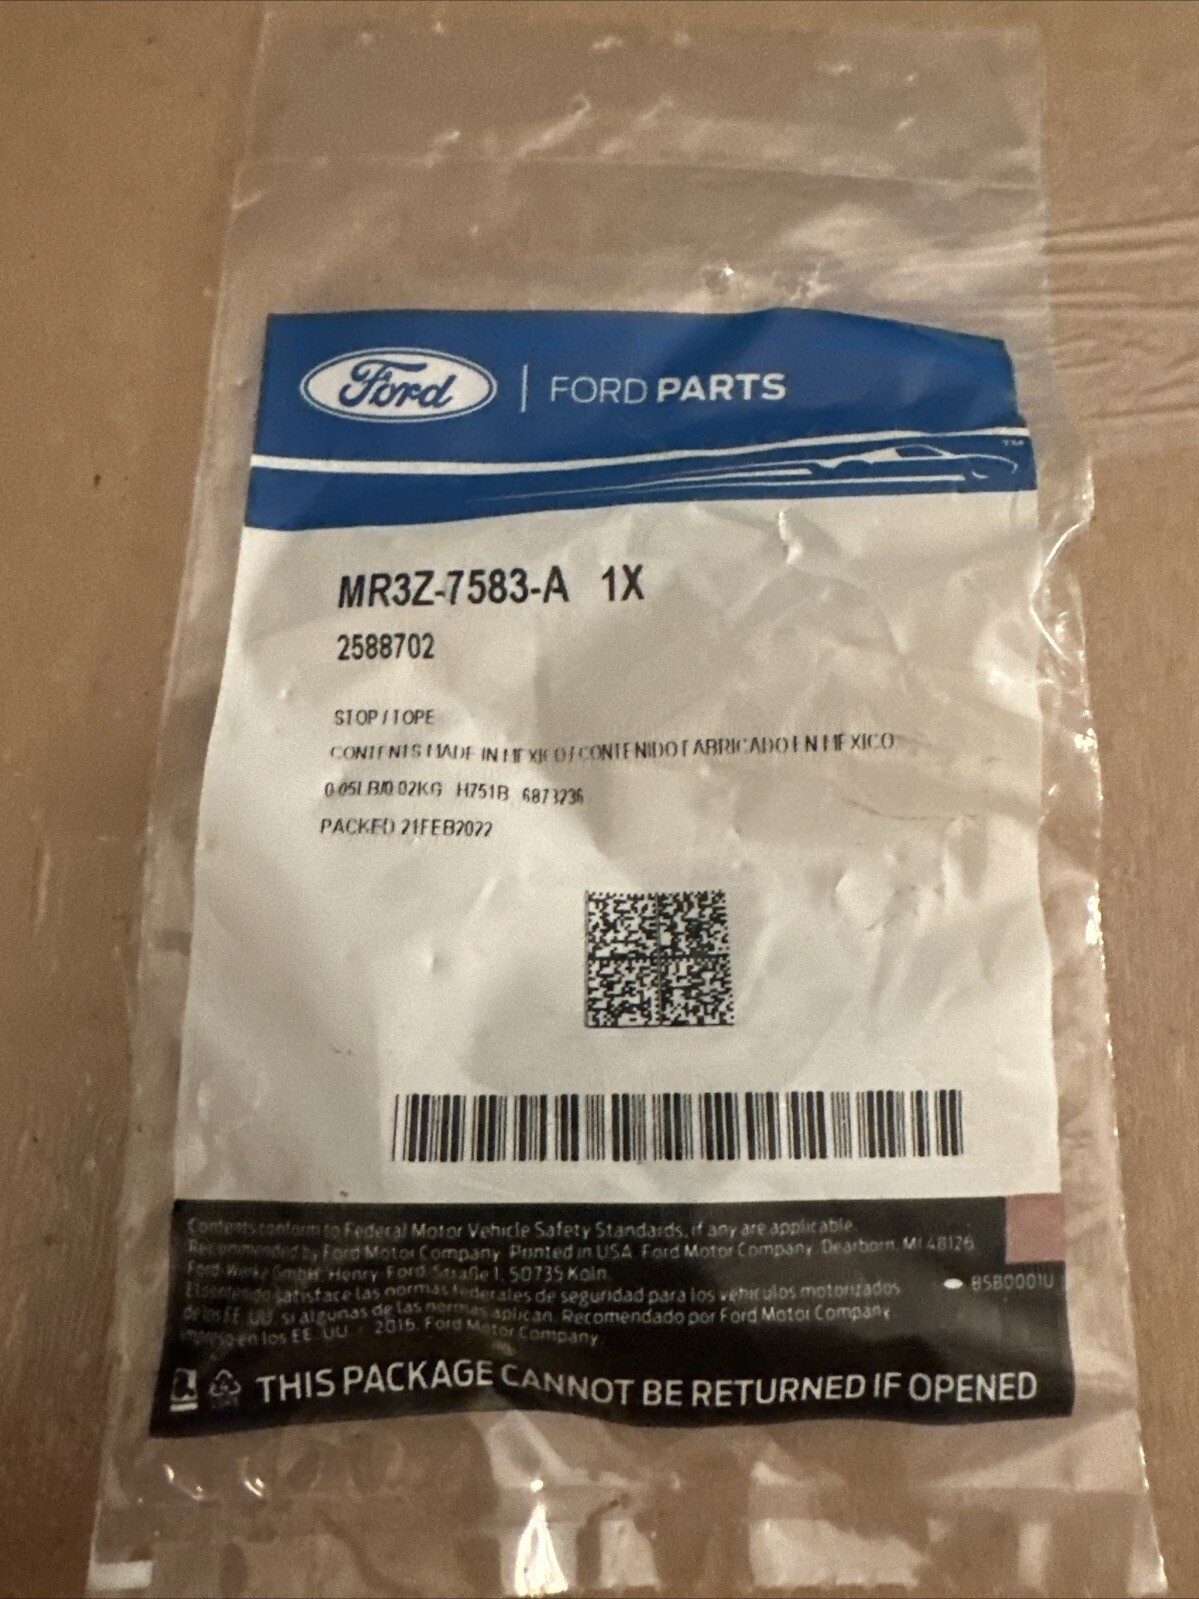 Ford | FORD PARTS
TM
MR3Z-7583-A 1X
2588702
STOP / TOPE
CONTENTS MADE IN MEXICO / CONTENIDO FABRICADO EN MEXICO
0.05LB/0.02KG H751B 6873236
PACKED 21FEB2022
Contents conform to Federal Motor Vehicle Safety Standards, if any are applicable.
Recommended by Ford Motor Company. Printed in USA. Ford Motor Company, Dearborn, MI 48126
Ford-Werke GmbH, Henry-Ford-Straße 1, 50735 Köln.
El contenido satisface las normas federales de seguridad para los vehículos motorizados
de los EE. UU. si algunas de las normas aplican. Recomendado por Ford Motor Company,
impreso en los EE. UU. 2015, Ford Motor Company.
BSB0001U
THIS PACKAGE CANNOT BE RETURNED IF OPENED